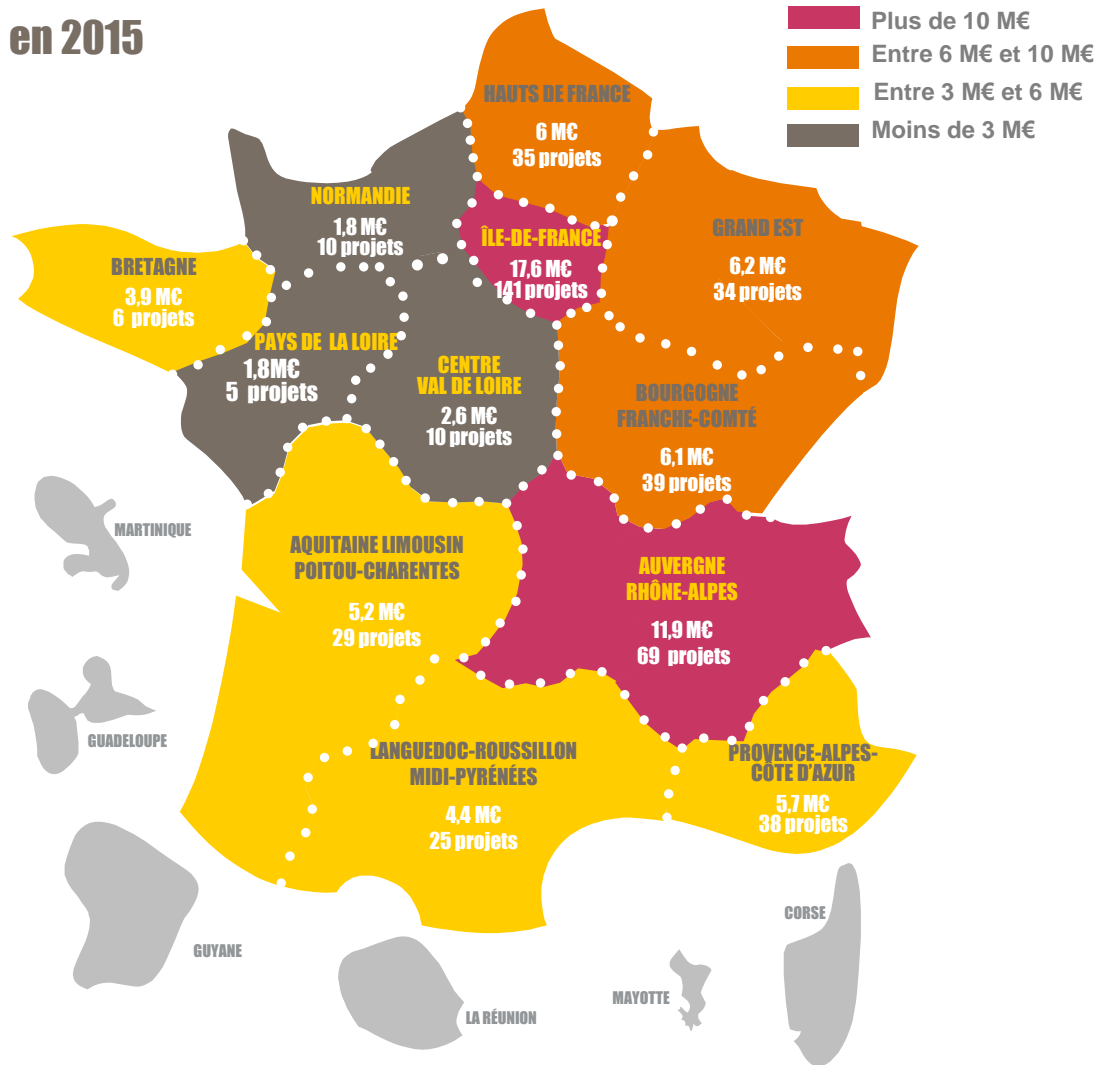 en 2015
Plus de 10 M€
Entre 6 M€ et 10 M€
Entre 3 M€ et 6 M€
Moins de 3 M€
HAUTS DE FRANCE
6 M€
35 projets
NORMANDIE
1,8 M€
10 projets
ÎLE-DE-FRANCE
17,6 M€
141 projets
GRAND EST
6,2 M€
34 projets
BRETAGNE
3,9 M€
6 projets
PAYS DE LA LOIRE
1,8M€
5 projets
CENTRE
VAL DE LOIRE
2,6 M€
10 projets
BOURGOGNE
FRANCHE-COMTÉ
6,1 M€
39 projets
MARTINIQUE
AQUITAINE LIMOUSIN
POITOU-CHARENTES
5,2 M€
29 projets
AUVERGNE
RHÔNE-ALPES
11,9 M€
69 projets
GUADELOUPE
LANGUEDOC-ROUSSILLON
MIDI-PYRÉNÉES
4,4 M€
25 projets
PROVENCE-ALPES-
CÔTE D'AZUR
5,7 M€
38 projets
GUYANE
CORSE
MAYOTTE
LA RÉUNION